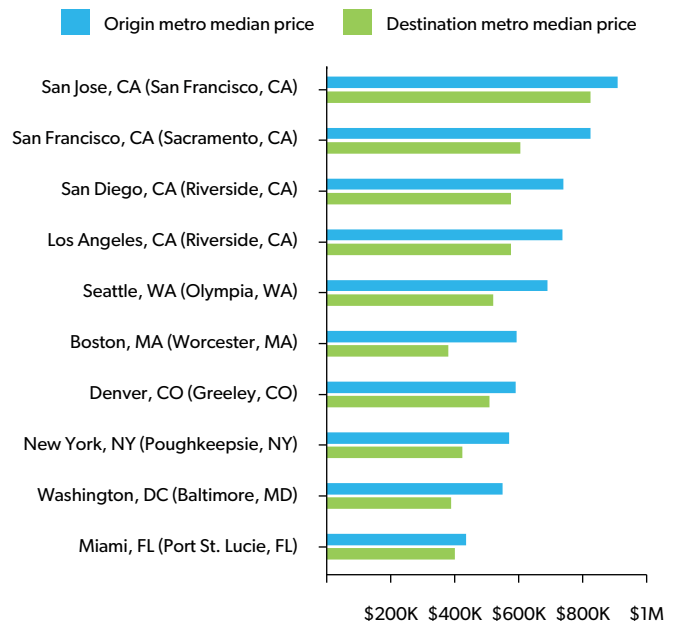 Origin metro median price Destination metro median price
San Jose, CA (San Francisco, CA)
San Francisco, CA (Sacramento, CA)
San Diego, CA (Riverside, CA)
Los Angeles, CA (Riverside, CA)
Seattle, WA (Olympia, WA)
Boston, MA (Worcester, MA)
Denver, CO (Greeley, CO)
New York, NY (Poughkeepsie, NY)
Washington, DC (Baltimore, MD)
Miami, FL (Port St. Lucie, FL)
$200K $400K $600K $800K $1M